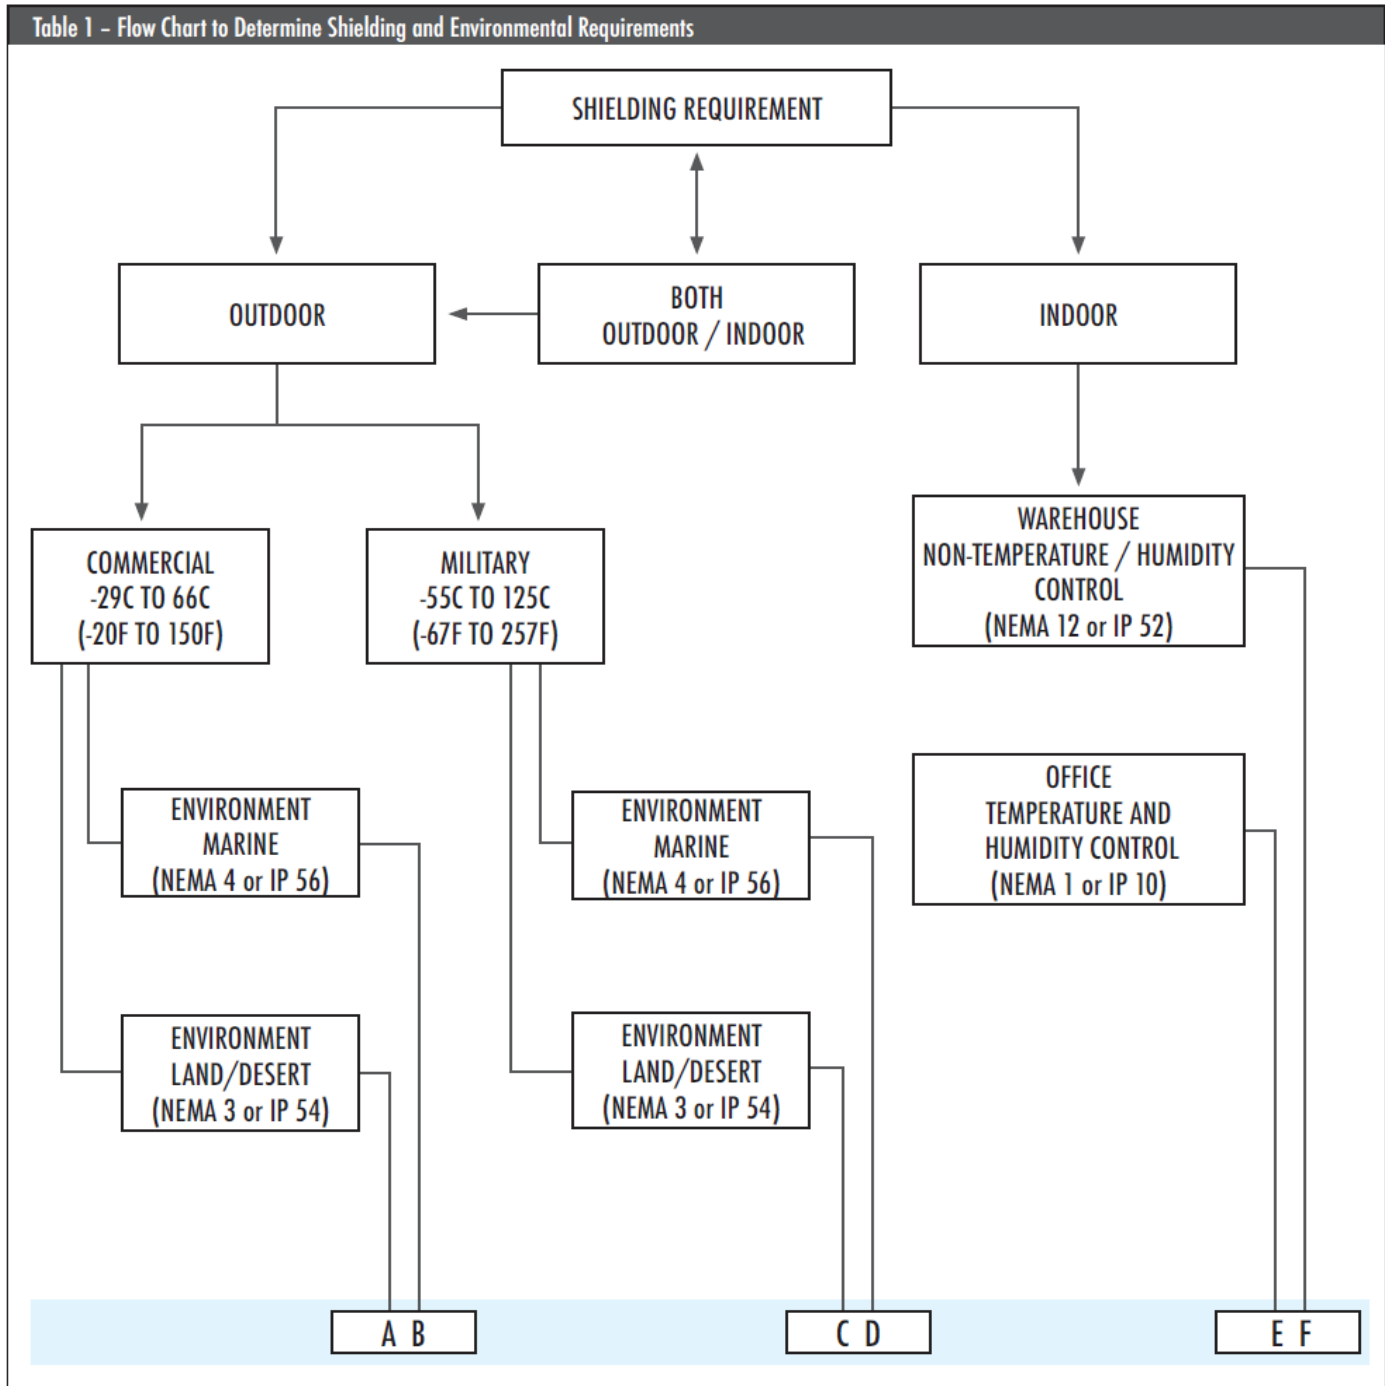 Table 1 – Flow Chart to Determine Shielding and Environmental Requirements
SHIELDING REQUIREMENT
OUTDOOR
BOTH
OUTDOOR / INDOOR
INDOOR
COMMERCIAL
-29C TO 66C
(-20F TO 150F)
MILITARY
-55C TO 125C
(-67F TO 257F)
WAREHOUSE
NON-TEMPERATURE / HUMIDITY
CONTROL
(NEMA 12 or IP 52)
ENVIRONMENT
MARINE
(NEMA 4 or IP 56)
ENVIRONMENT
MARINE
(NEMA 4 or IP 56)
OFFICE
TEMPERATURE AND
HUMIDITY CONTROL
(NEMA 1 or IP 10)
ENVIRONMENT
LAND/DESERT
(NEMA 3 or IP 54)
ENVIRONMENT
LAND/DESERT
(NEMA 3 or IP 54)
A B
C D
E F